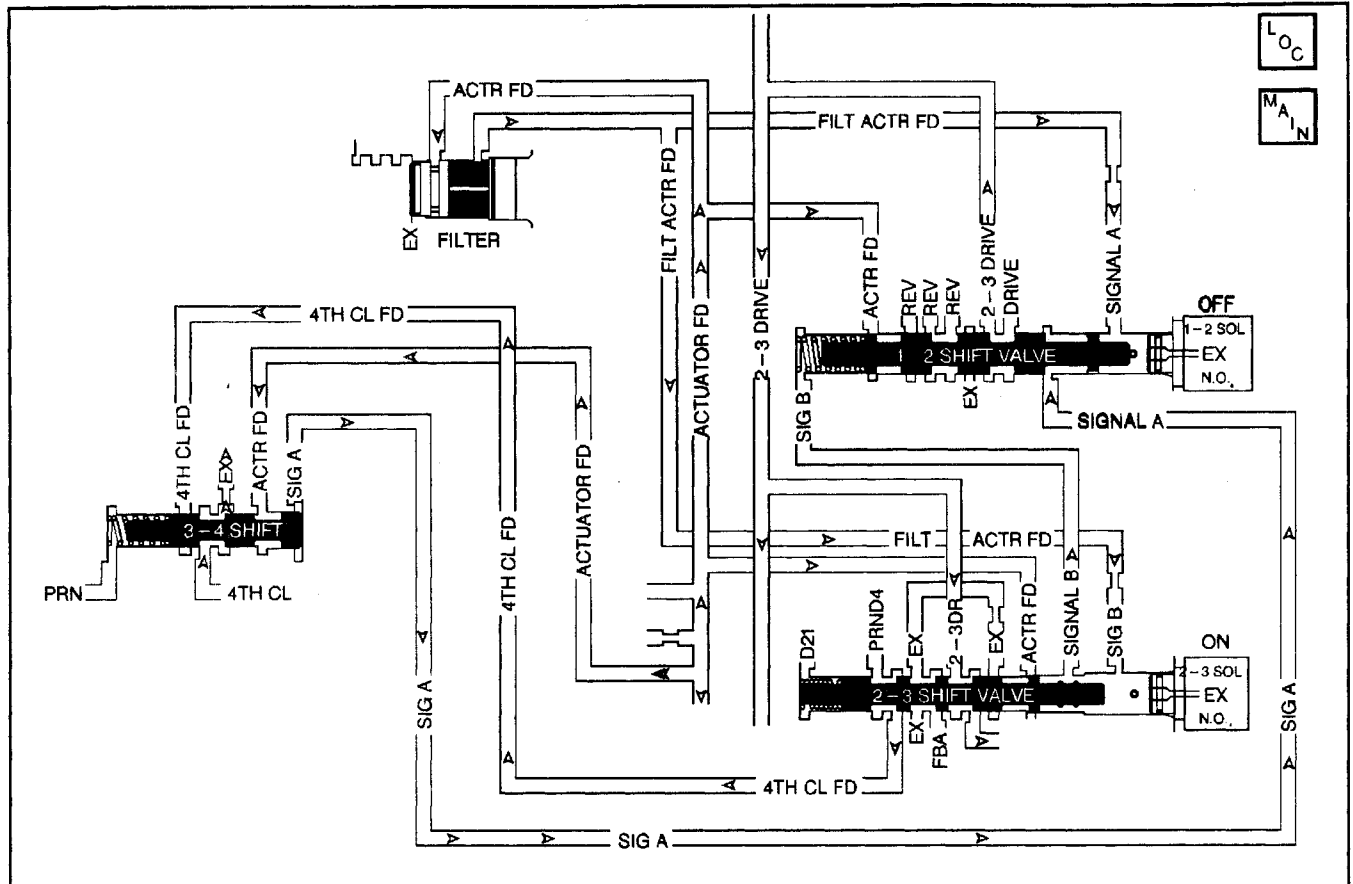 LOC
MAIN
ACTR FD
FILT ACTR FD
EX
FILTER
FILT ACTR FD
ACTUATOR FD
2-3 DRIVE
ACTR FD
REV
REV
REV
2-3 DRIVE
DRIVE
SIGNAL A
OFF
1-2 SOL
EX
N.O.
1 2 SHIFT VALVE
EX
SIG B
SIGNAL A
4TH CL FD
4TH CL FD
EX
ACTR FD
SIG A
3-4 SHIFT
PRN
4TH CL
4TH CL FD
ACTUATOR FD
FILT ACTR FD
D21
PRND4
EX
2-3DR
EX
ACTR FD
SIGNAL B
SIG B
ON
2-3 SOL
EX
N.O.
2-3 SHIFT VALVE
EX
FBA
SIG A
SIG A
4TH CL FD
SIG A